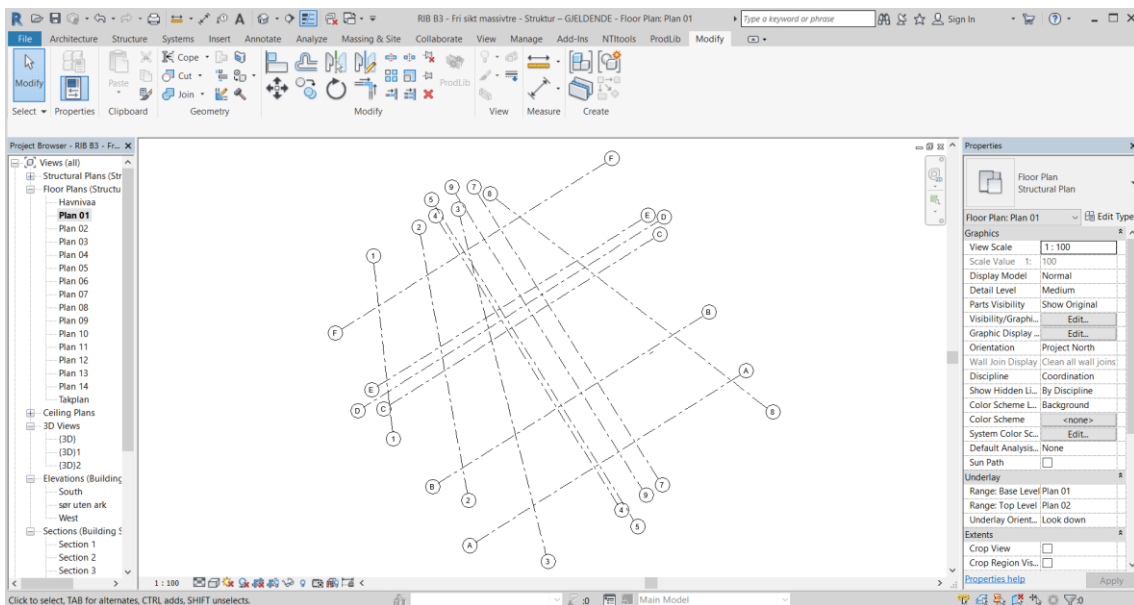 RIB B3 - Fri sikt massivtre - Struktur – GJELDENDE - Floor Plan: Plan 01
Type a keyword or phrase
Sign In
File Architecture Structure Systems Insert Annotate Analyze Massing & Site Collaborate View Manage Add-Ins NTItools ProdLib Modify
Modify
Paste
Cope
Cut
Join
ProdLib
Select Properties Clipboard Geometry Modify View Measure Create
Project Browser - RIB B3 - Fr...
Views (all)
Structural Plans (Str
Floor Plans (Structu
Havnivaa
Plan 01
Plan 02
Plan 03
Plan 04
Plan 05
Plan 06
Plan 07
Plan 08
Plan 09
Plan 10
Plan 11
Plan 12
Plan 13
Plan 14
Takplan
Ceiling Plans
3D Views
{3D}
{3D}1
{3D}2
Elevations (Building
South
sør uten ark
West
Sections (Building S
Section 1
Section 2
Section 3
F
9 7 8
5
4 3
2
E D
C
1
B
F
A
E
D C
8
1
B
7
2
9
4
5
A
3
1 : 100
Properties
Floor Plan
Structural Plan
Floor Plan: Plan 01
Edit Type
Graphics
View Scale 1 : 100
Scale Value 1: 100
Display Model Normal
Detail Level Medium
Parts Visibility Show Original
Visibility/Graphi... Edit...
Graphic Display ... Edit...
Orientation Project North
Wall Join Display Clean all wall joins
Discipline Coordination
Show Hidden Li... By Discipline
Color Scheme L... Background
Color Scheme <none>
System Color Sc... Edit...
Default Analysis... None
Sun Path
Underlay
Range: Base Level Plan 01
Range: Top Level Plan 02
Underlay Orient... Look down
Extents
Crop View
Crop Region Vis...
Properties help
Apply
Click to select, TAB for alternates, CTRL adds, SHIFT unselects.
:0
Main Model
:0